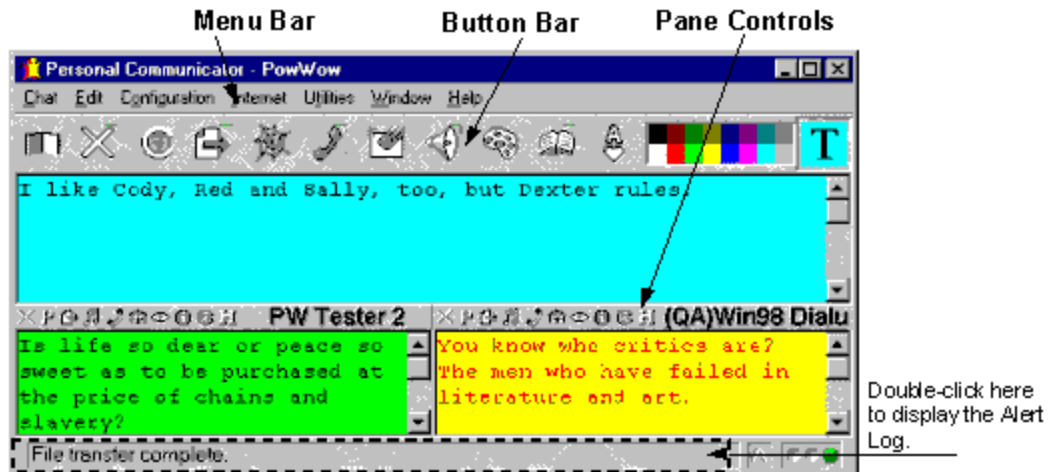 Menu Bar Button Bar Pane Controls
Personal Communicator - PowWow
Chat Edit Configuration Internet Utilities Window Help
T
I like Cody, Red and Sally, too, but Dexter rules.
PW Tester 2 (QA)Win98 Dialu
Is life so dear or peace so
sweet as to be purchased at
the price of chains and
slavery?
You know who critics are?
The men who have failed in
literature and art.
Double-click here
to display the Alert
Log.
File transfer complete.